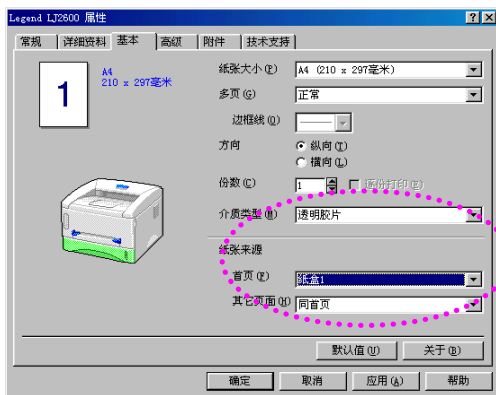 Legend LJ2600 属性
常规 详细资料 基本 高级 附件 技术支持
1
A4
210 x 297毫米
纸张大小(P) A4 (210 x 297毫米)
多页(G) 正常
边框线(O)
方向 纵向(T)
横向(L)
份数(C) 1 逐份打印(E)
介质类型(M) 透明胶片
纸张来源
首页(F) 纸盒1
其它页面(H) 同首页
默认值(U) 关于(B)
确定 取消 应用(A) 帮助